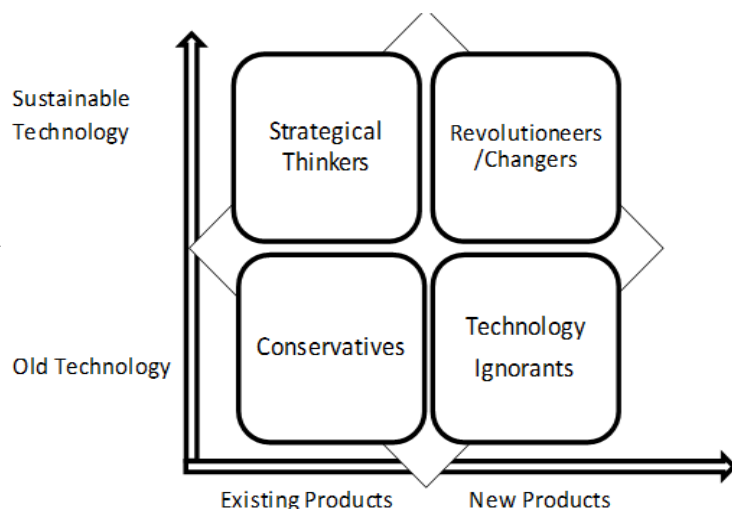 Sustainable
Technology
Strategical
Thinkers
Revolutioneers
/Changers
Old Technology
Conservatives
Technology
Ignorants
Existing Products
New Products